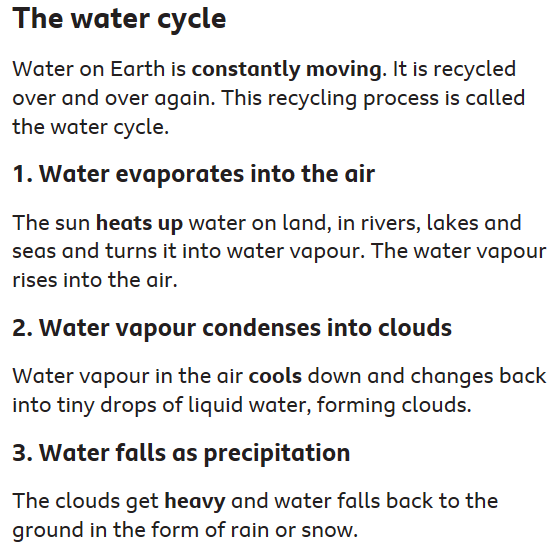 The water cycle
Water on Earth is constantly moving. It is recycled
over and over again. This recycling process is called
the water cycle.
1. Water evaporates into the air
The sun heats up water on land, in rivers, lakes and
seas and turns it into water vapour. The water vapour
rises into the air.
2. Water vapour condenses into clouds
Water vapour in the air cools down and changes back
into tiny drops of liquid water, forming clouds.
3. Water falls as precipitation
The clouds get heavy and water falls back to the
ground in the form of rain or snow.